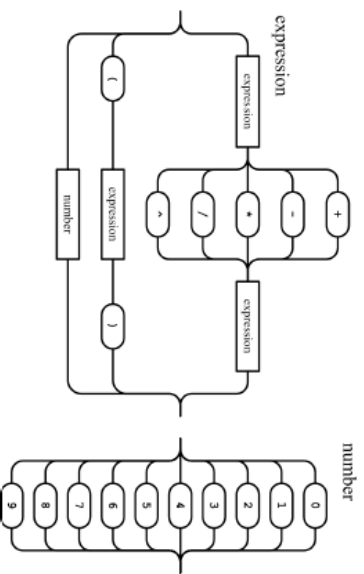 expression
expression
+
-
*
/
^
expression
(
expression
)
number
number
0
1
2
3
4
5
6
7
8
9